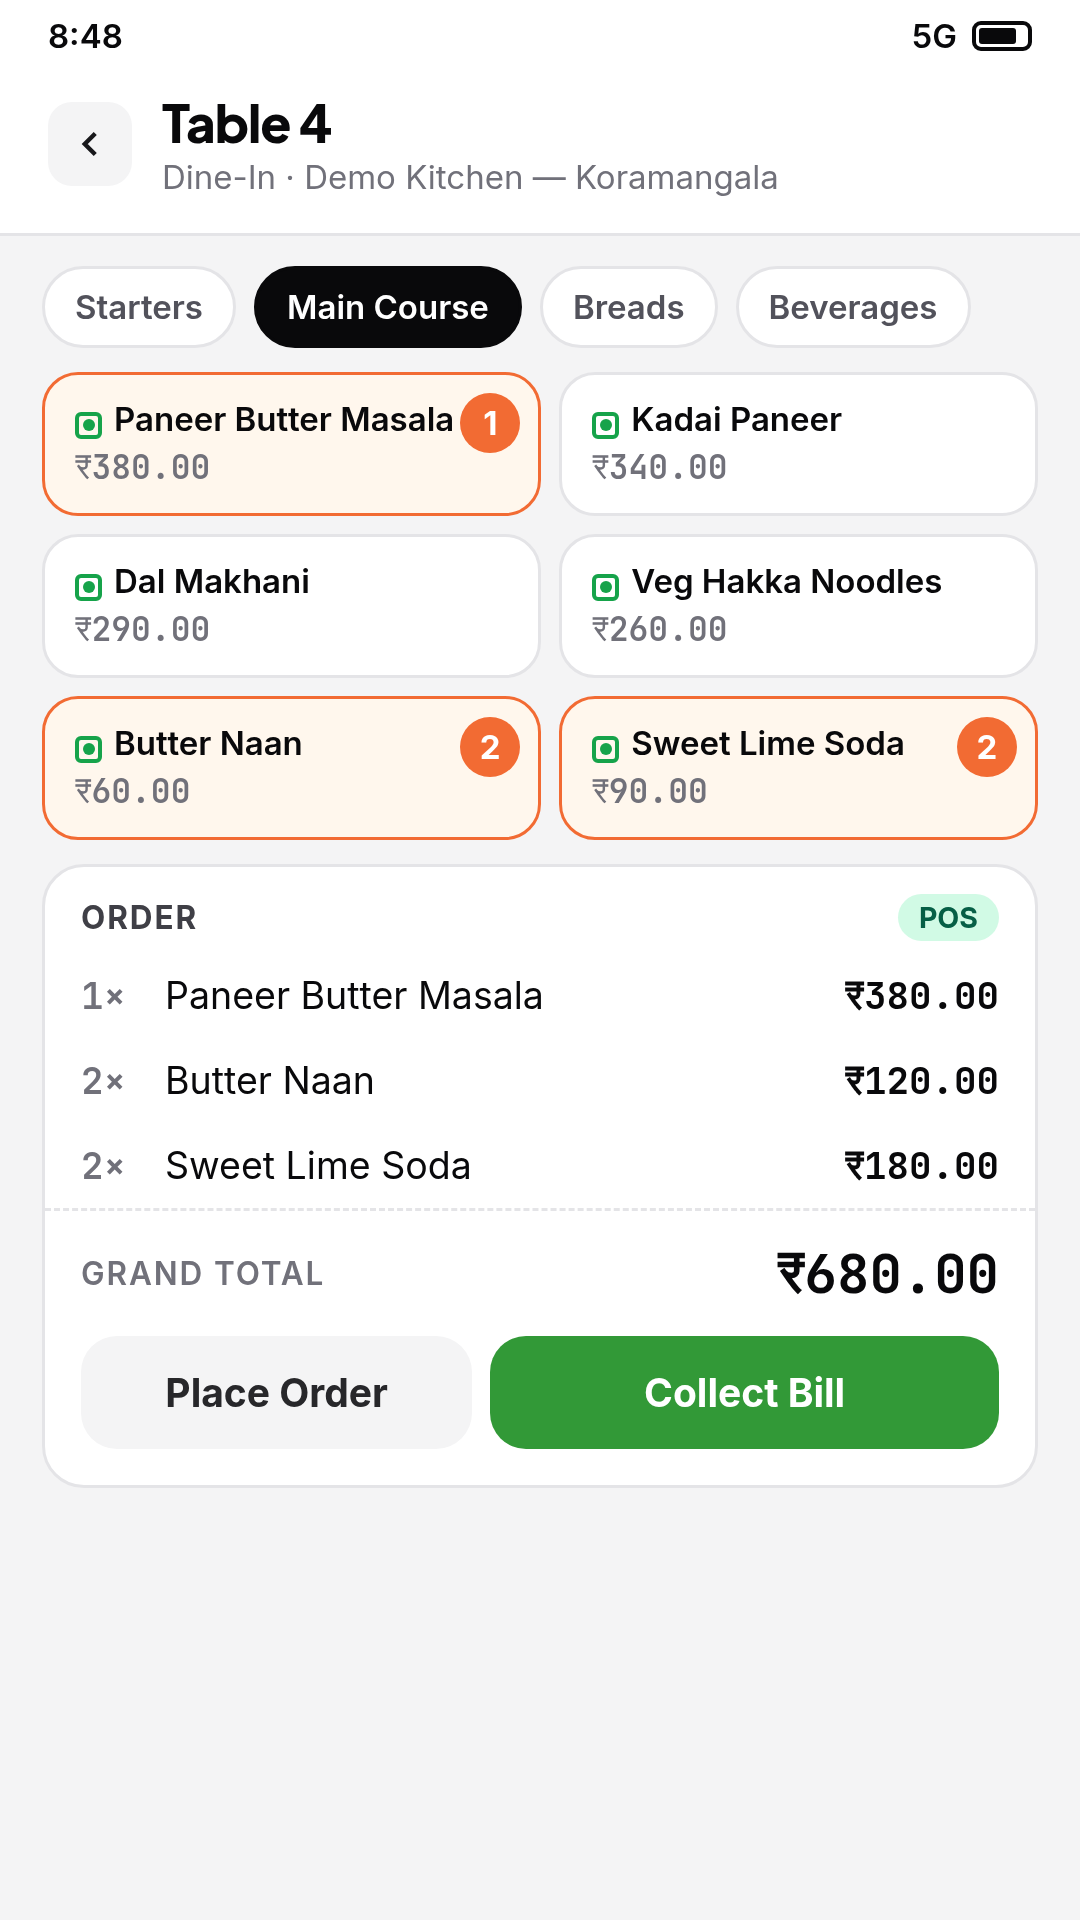 8:48
5G
Table 4
Dine-In · Demo Kitchen — Koramangala
Starters
Main Course
Breads
Beverages
Paneer Butter Masala
1
₹380.00
Kadai Paneer
₹340.00
Dal Makhani
₹290.00
Veg Hakka Noodles
₹260.00
Butter Naan
2
₹60.00
Sweet Lime Soda
2
₹90.00
ORDER
POS
1× Paneer Butter Masala ₹380.00
2× Butter Naan ₹120.00
2× Sweet Lime Soda ₹180.00
GRAND TOTAL ₹680.00
Place Order
Collect Bill